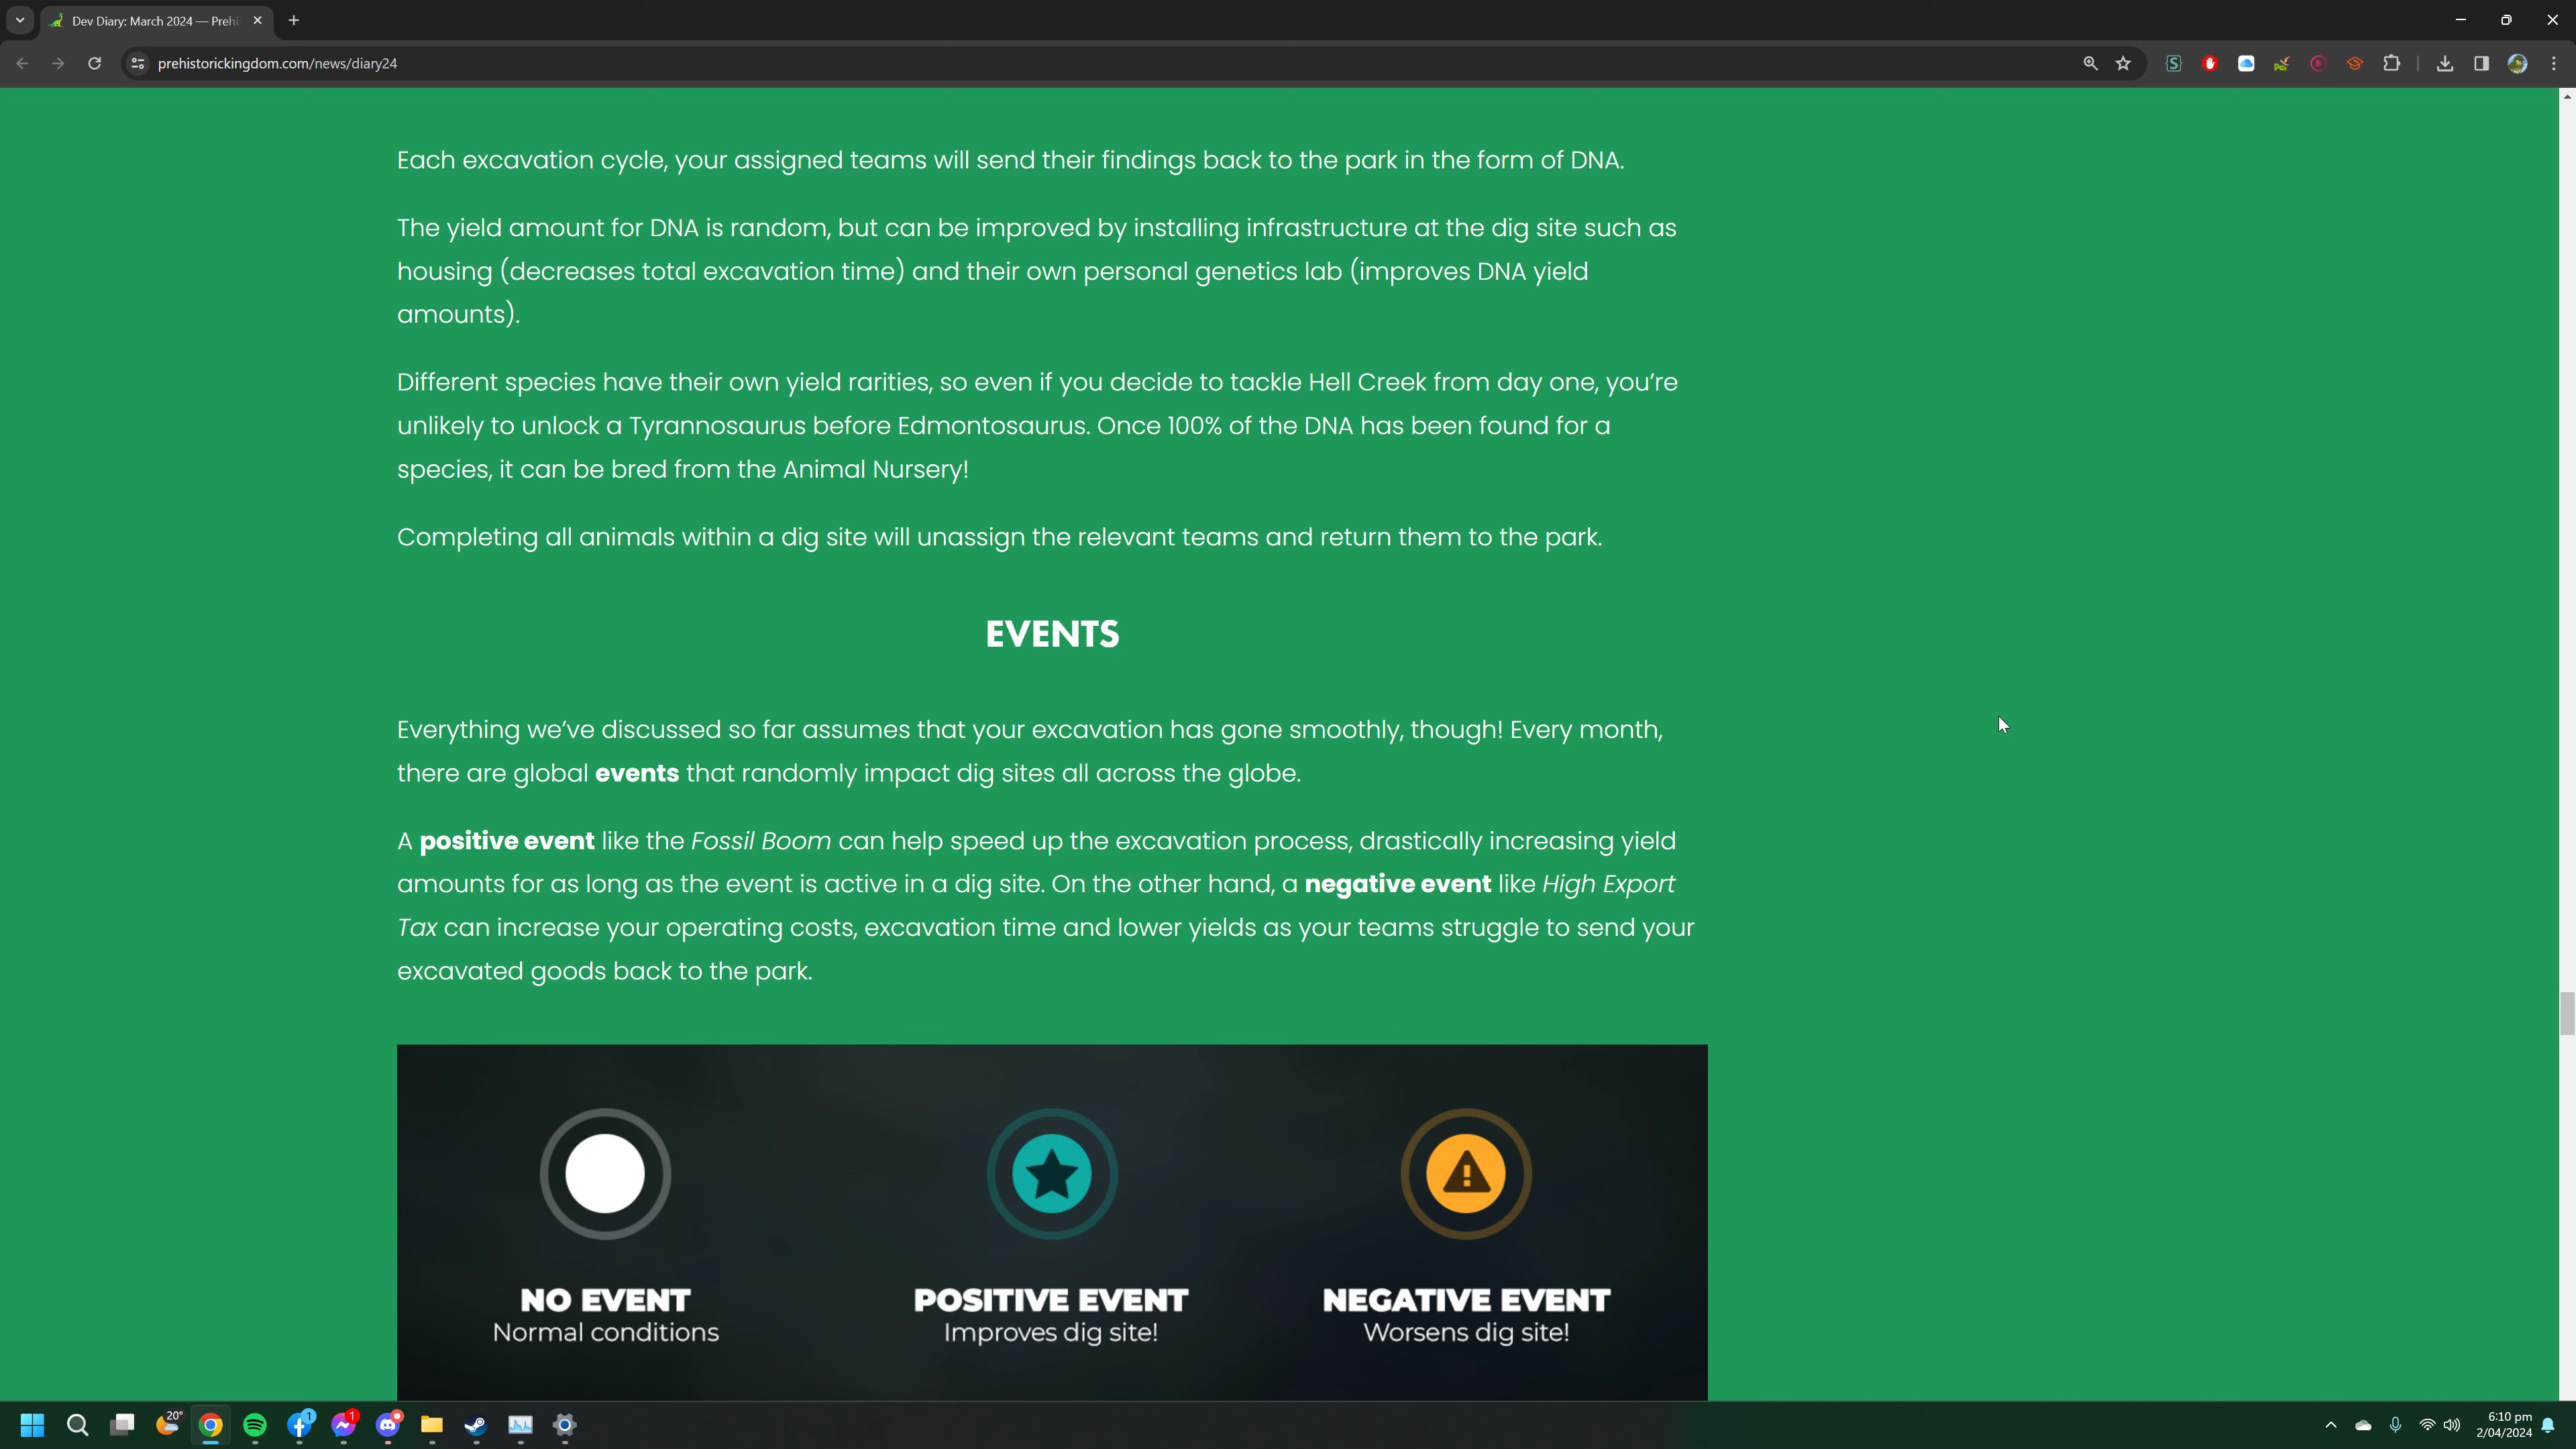 Dev Diary: March 2024 — Prehi
prehistorickingdom.com/news/diary24
Each excavation cycle, your assigned teams will send their findings back to the park in the form of DNA.
The yield amount for DNA is random, but can be improved by installing infrastructure at the dig site such as
housing (decreases total excavation time) and their own personal genetics lab (improves DNA yield
amounts).
Different species have their own yield rarities, so even if you decide to tackle Hell Creek from day one, you’re
unlikely to unlock a Tyrannosaurus before Edmontosaurus. Once 100% of the DNA has been found for a
species, it can be bred from the Animal Nursery!
Completing all animals within a dig site will unassign the relevant teams and return them to the park.
EVENTS
Everything we’ve discussed so far assumes that your excavation has gone smoothly, though! Every month,
there are global events that randomly impact dig sites all across the globe.
A positive event like the Fossil Boom can help speed up the excavation process, drastically increasing yield
amounts for as long as the event is active in a dig site. On the other hand, a negative event like High Export
Tax can increase your operating costs, excavation time and lower yields as your teams struggle to send your
excavated goods back to the park.
NO EVENT
Normal conditions
POSITIVE EVENT
Improves dig site!
NEGATIVE EVENT
Worsens dig site!
20°
1
1
6:10 pm
2/04/2024